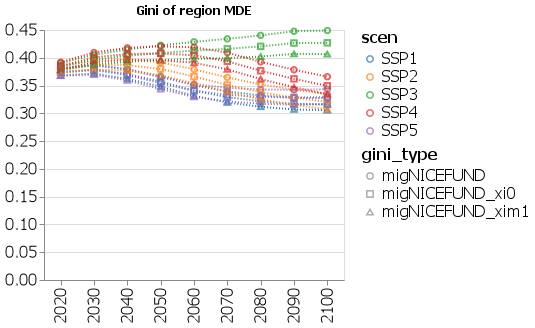 Gini of region MDE
0.45
0.40
0.35
0.30
0.25
0.20
0.15
0.10
0.05
0.00
2020
2030
2040
2050
2060
2070
2080
2090
2100
scen
SSP1
SSP2
SSP3
SSP4
SSP5
gini_type
migNICEFUND
migNICEFUND_xi0
migNICEFUND_xim1